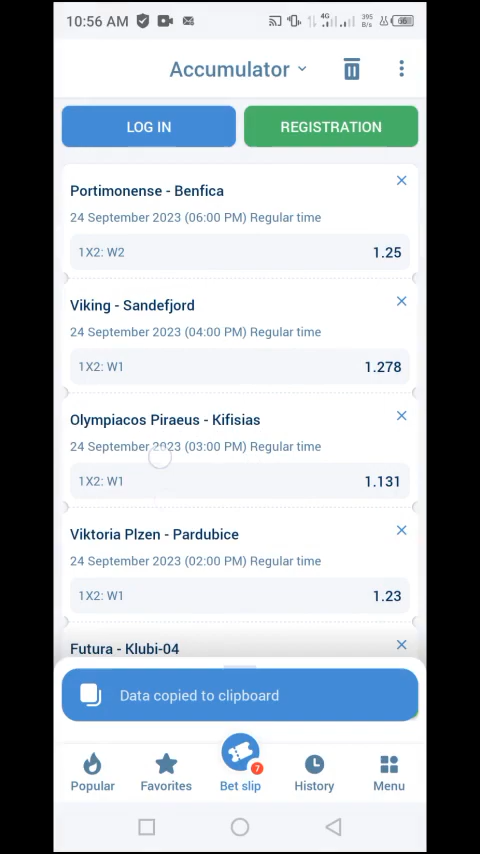 10:56 AM
4G
395
B/s
Accumulator
LOG IN
REGISTRATION
Portimonense - Benfica
24 September 2023 (06:00 PM) Regular time
1X2: W2
1.25
Viking - Sandefjord
24 September 2023 (04:00 PM) Regular time
1X2: W1
1.278
Olympiacos Piraeus - Kifisias
24 September 2023 (03:00 PM) Regular time
1X2: W1
1.131
Viktoria Plzen - Pardubice
24 September 2023 (02:00 PM) Regular time
1X2: W1
1.23
Futura - Klubi-04
Data copied to clipboard
7
Popular
Favorites
Bet slip
History
Menu